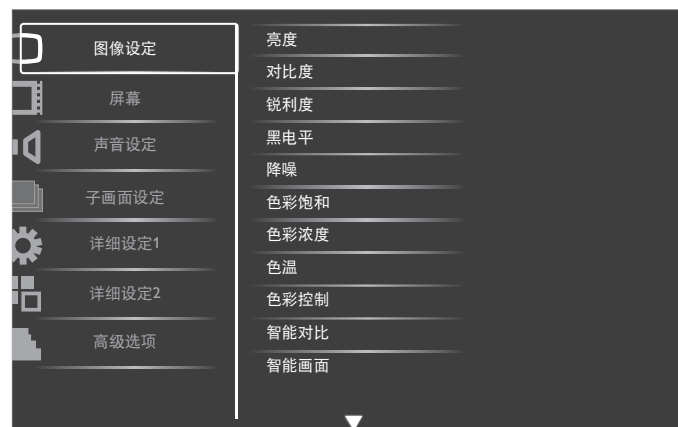 图像设定
屏幕
声音设定
子画面设定
详细设定1
详细设定2
高级选项
亮度
对比度
锐利度
黑电平
降噪
色彩饱和
色彩浓度
色温
色彩控制
智能对比
智能画面